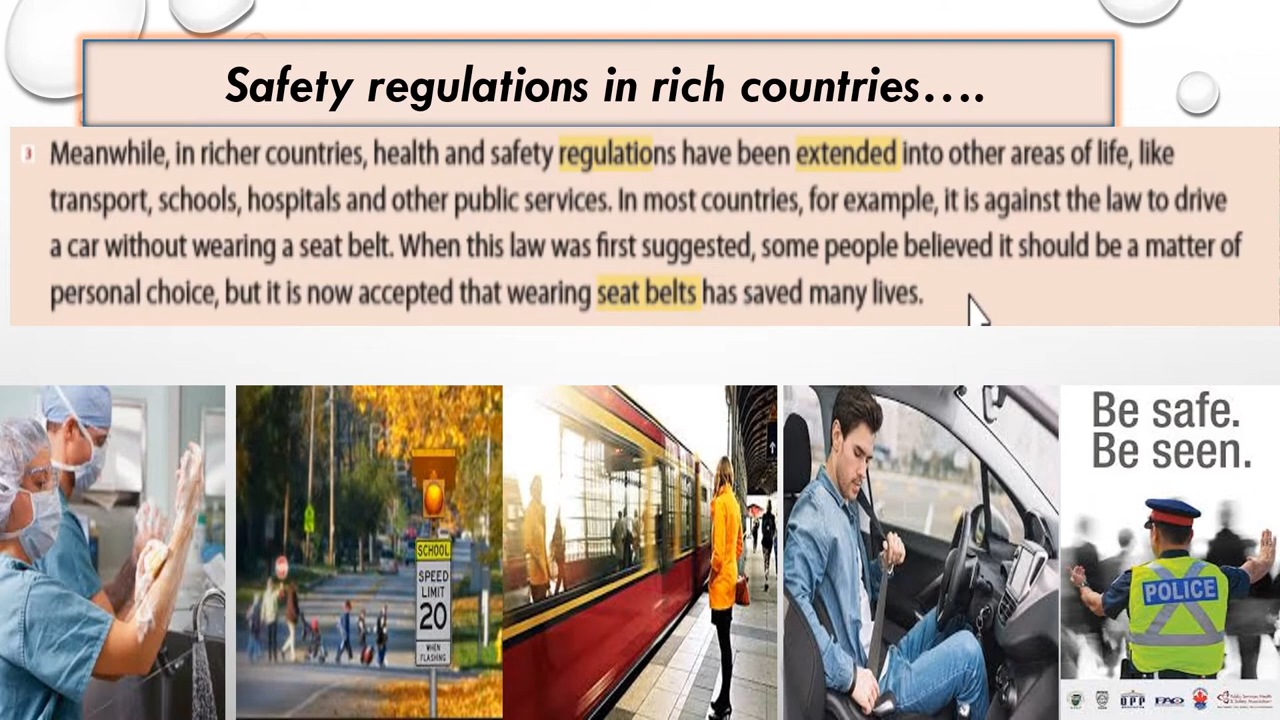 Safety regulations in rich countries....
3 Meanwhile, in richer countries, health and safety regulations have been extended into other areas of life, like
transport, schools, hospitals and other public services. In most countries, for example, it is against the law to drive
a car without wearing a seat belt. When this law was first suggested, some people believed it should be a matter of
personal choice, but it is now accepted that wearing seat belts has saved many lives.
SCHOOL
SPEED
LIMIT
20
WHEN
FLASHING
Be safe.
Be seen.
POLICE
OPP